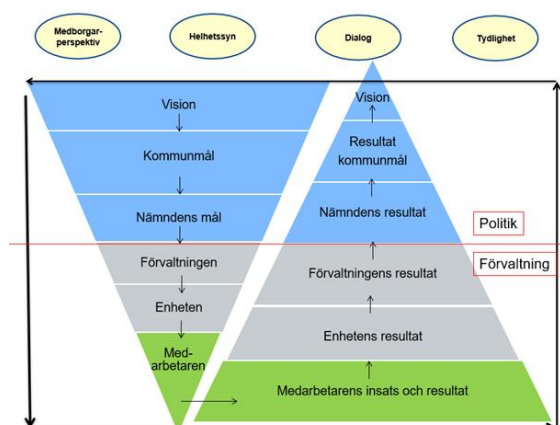 Medborgar-
perspektiv
Helhetssyn
Dialog
Tydlighet
Vision
Kommunmål
Nämndens mål
Förvaltningen
Enheten
Med-
arbetaren
Vision
Resultat
kommunmål
Nämndens resultat
Politik
Förvaltning
Förvaltningens resultat
Enhetens resultat
Medarbetarens insats och resultat